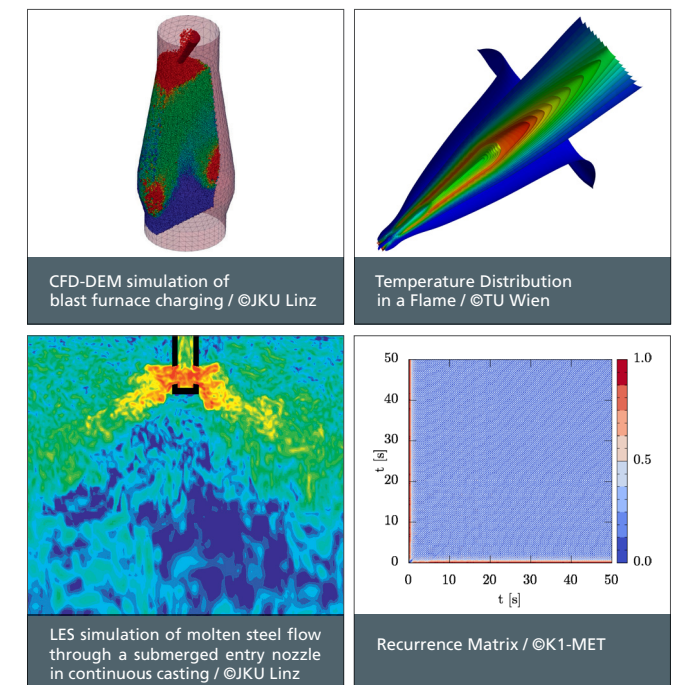 CFD-DEM simulation of
blast furnace charging / ©JKU Linz
Temperature Distribution
in a Flame / ©TU Wien
50
40
30
20
10
0
t [s]
0 10 20 30 40 50
t [s]
1.0
0.5
0.0
LES simulation of molten steel flow
through a submerged entry nozzle
in continuous casting / ©JKU Linz
Recurrence Matrix / ©K1-MET